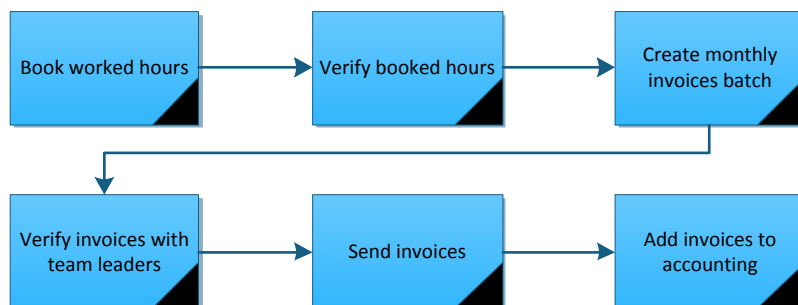 Book worked hours
Verify booked hours
Create monthly
invoices batch
Verify invoices with
team leaders
Send invoices
Add invoices to
accounting